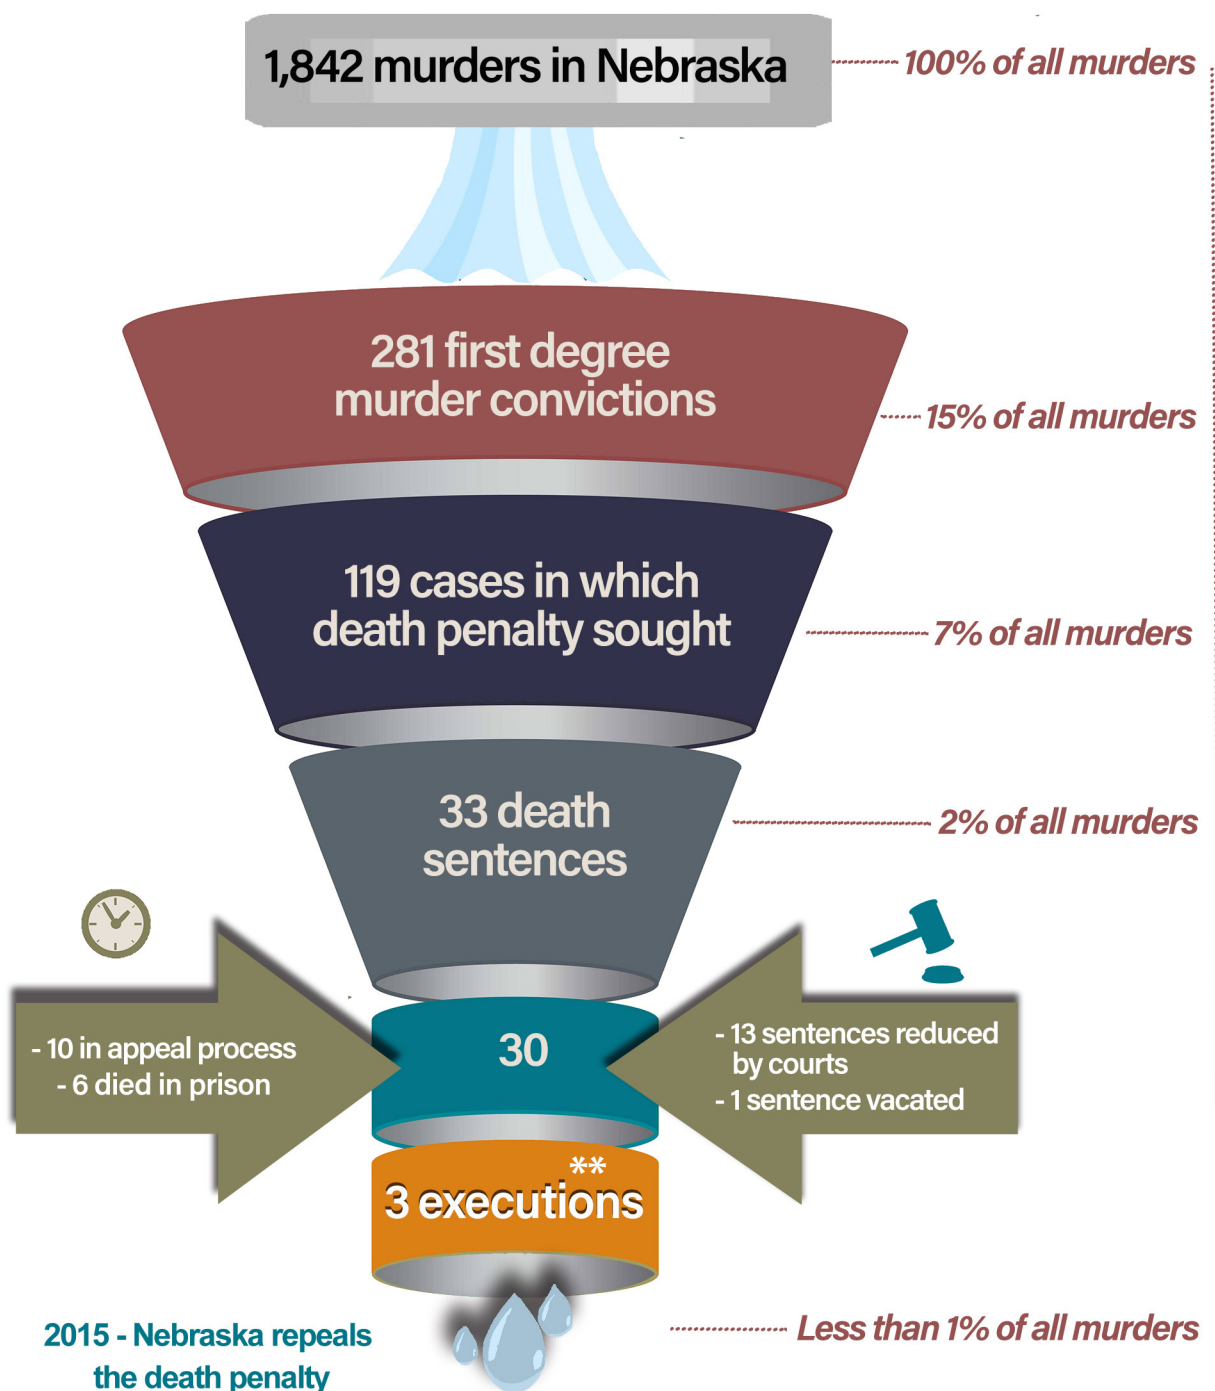 1,842 murders in Nebraska
100% of all murders
281 first degree
murder convictions
15% of all murders
119 cases in which
death penalty sought
7% of all murders
33 death
sentences
2% of all murders
- 10 in appeal process
- 6 died in prison
30
- 13 sentences reduced
by courts
- 1 sentence vacated
**
3 executions
Less than 1% of all murders
2015 - Nebraska repeals
the death penalty